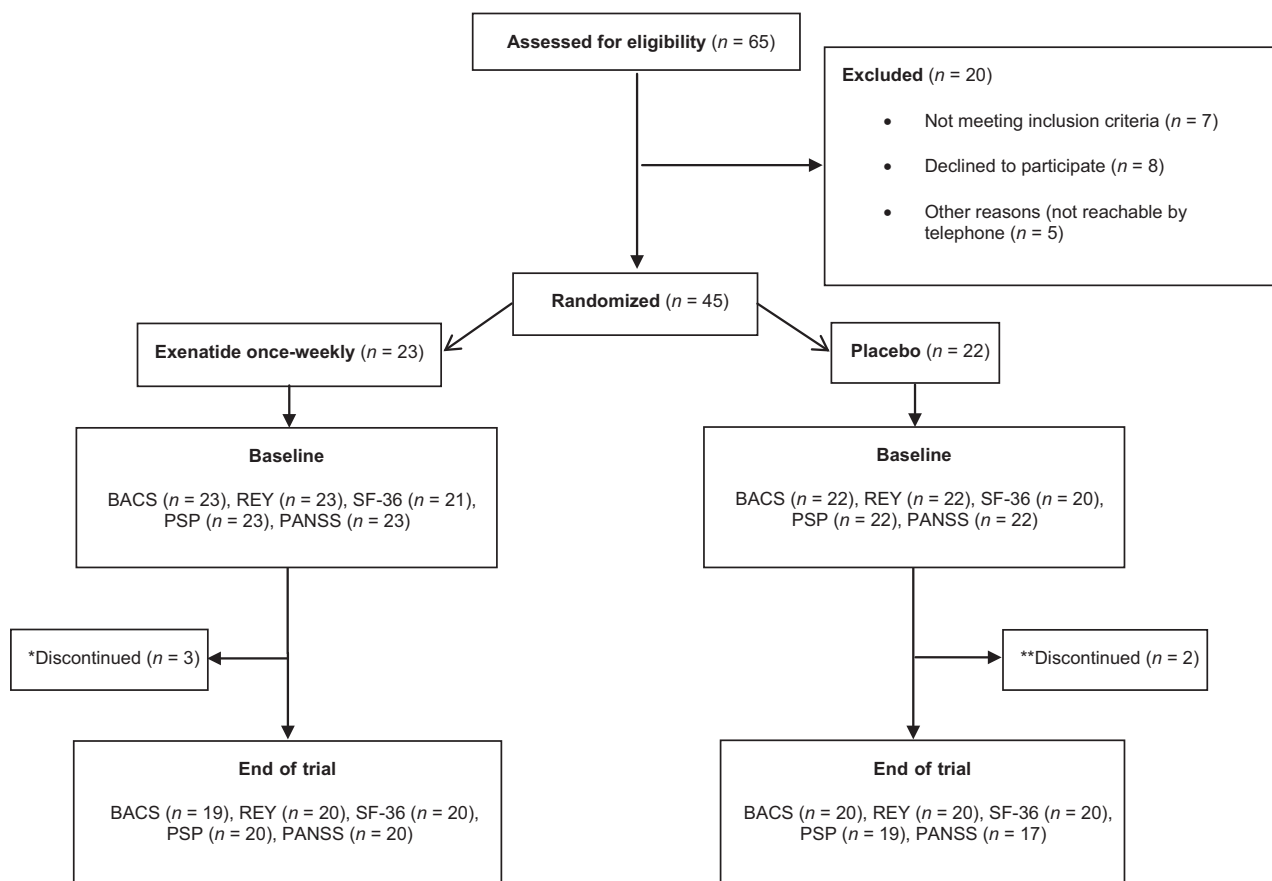 Assessed for eligibility (n = 65)
Excluded (n = 20)
• Not meeting inclusion criteria (n = 7)
• Declined to participate (n = 8)
• Other reasons (not reachable by
telephone (n = 5)
Randomized (n = 45)
Exenatide once-weekly (n = 23)
Placebo (n = 22)
Baseline
BACS (n = 23), REY (n = 23), SF-36 (n = 21),
PSP (n = 23), PANSS (n = 23)
Baseline
BACS (n = 22), REY (n = 22), SF-36 (n = 20),
PSP (n = 22), PANSS (n = 22)
*Discontinued (n = 3)
**Discontinued (n = 2)
End of trial
BACS (n = 19), REY (n = 20), SF-36 (n = 20),
PSP (n = 20), PANSS (n = 20)
End of trial
BACS (n = 20), REY (n = 20), SF-36 (n = 20),
PSP (n = 19), PANSS (n = 17)